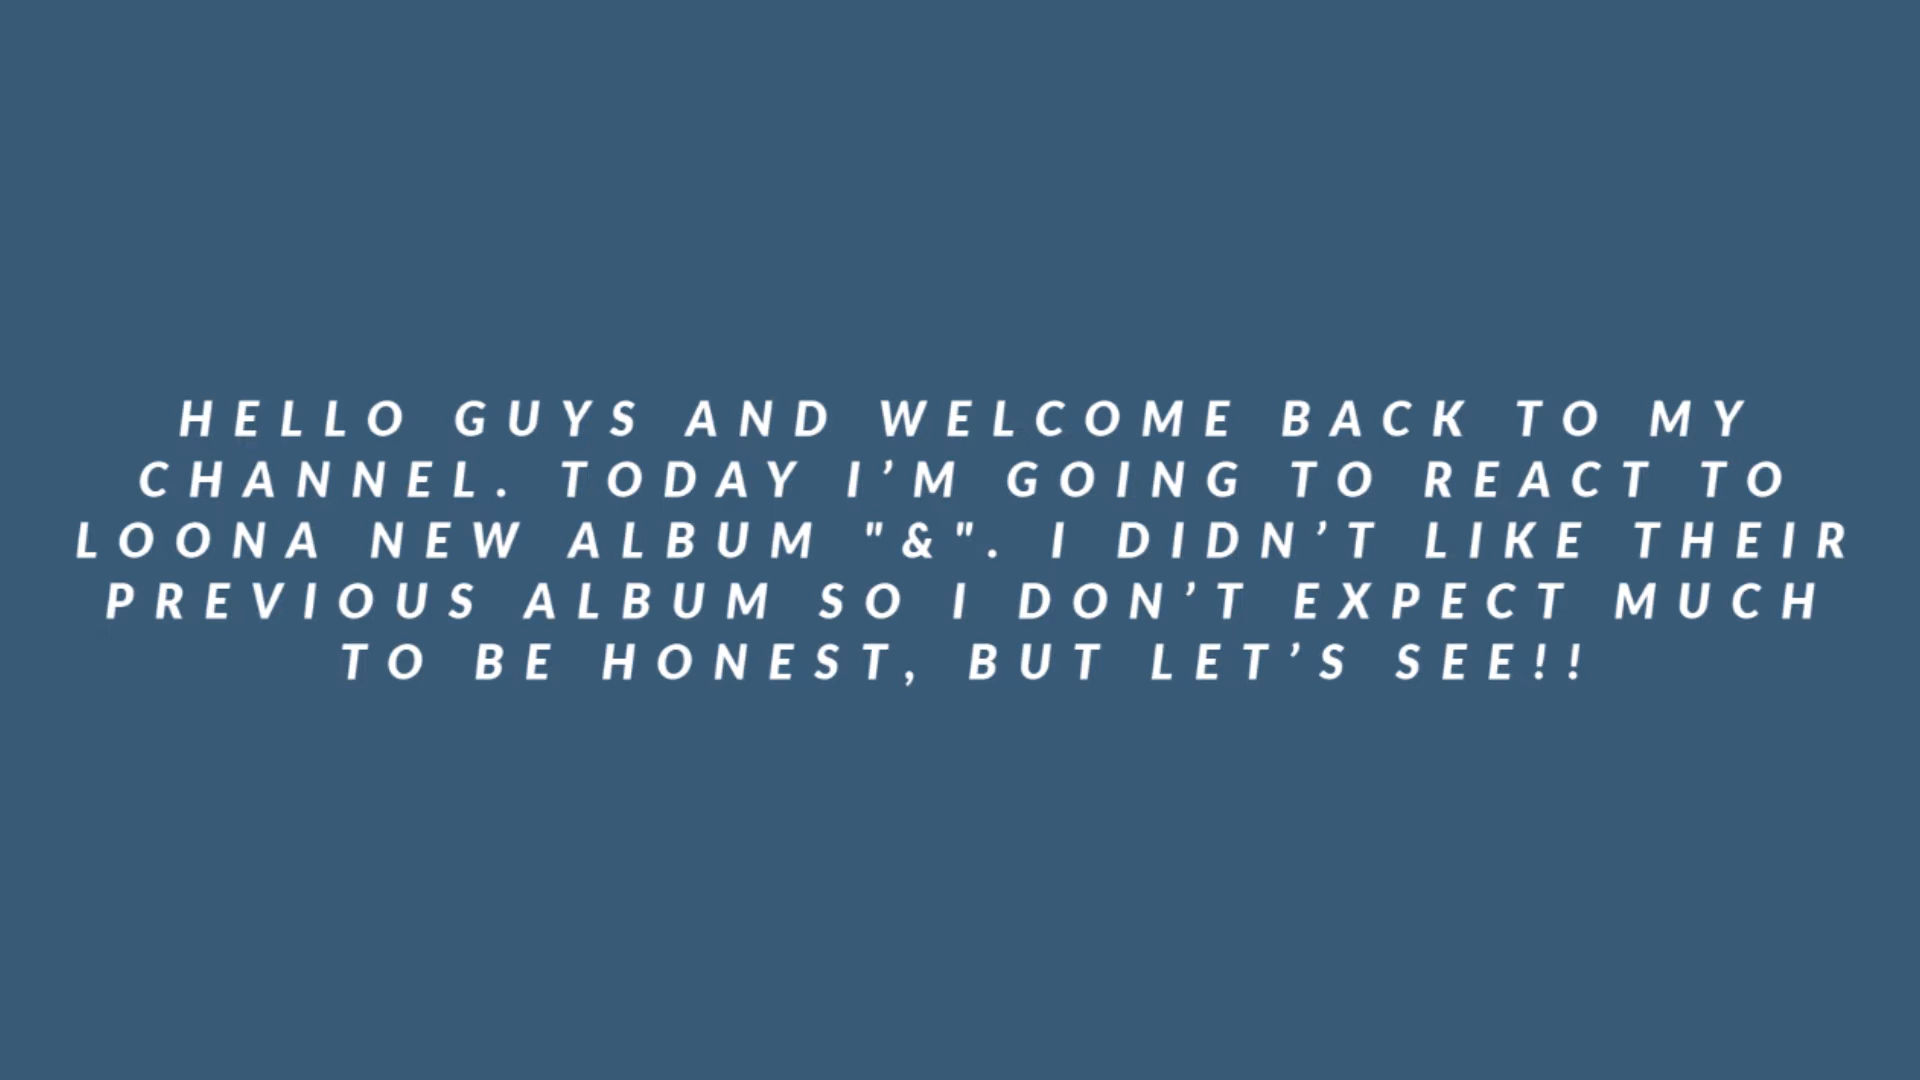 HELLO GUYS AND WELCOME BACK TO MY
CHANNEL. TODAY I’M GOING TO REACT TO
LOONA NEW ALBUM "&". I DIDN’T LIKE THEIR
PREVIOUS ALBUM SO I DON’T EXPECT MUCH
TO BE HONEST, BUT LET’S SEE!!